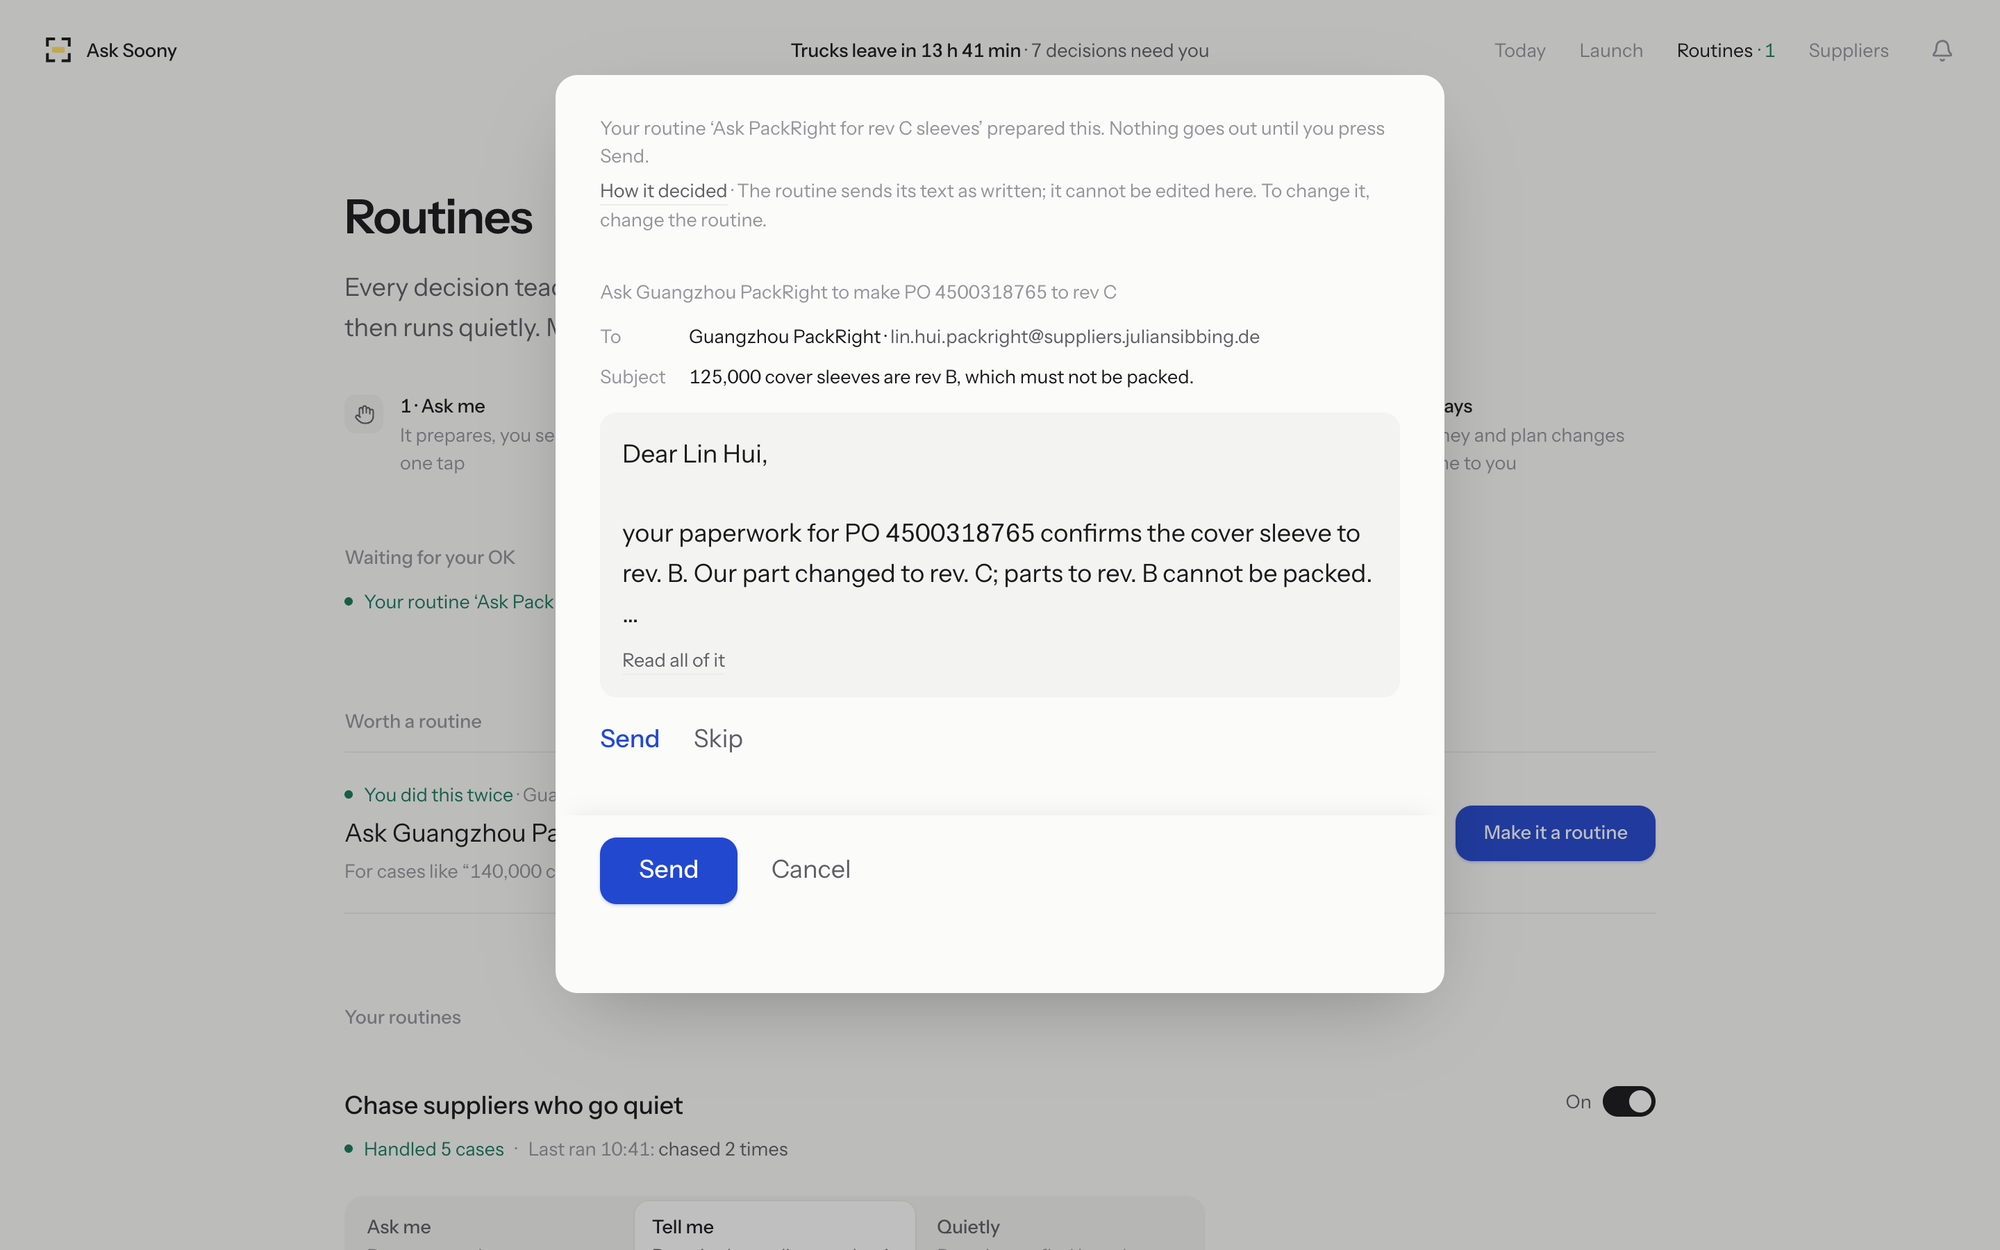 Ask Soony
Trucks leave in 13 h 41 min · 7 decisions need you
Today
Launch
Routines · 1
Suppliers
Your routine ‘Ask PackRight for rev C sleeves’ prepared this. Nothing goes out until you press
Send.
How it decided · The routine sends its text as written; it cannot be edited here. To change it,
change the routine.
Ask Guangzhou PackRight to make PO 4500318765 to rev C
To Guangzhou PackRight · lin.hui.packright@suppliers.juliansibbing.de
Subject 125,000 cover sleeves are rev B, which must not be packed.
Dear Lin Hui,
your paperwork for PO 4500318765 confirms the cover sleeve to
rev. B. Our part changed to rev. C; parts to rev. B cannot be packed.
...
Read all of it
Send
Skip
Send
Cancel
Routines
Every decision
then runs quietly.
1 · Ask me
It prepares, you
one tap
and plan changes
to you
Waiting for your OK
Your routine ‘Ask Pack
Worth a routine
You did this twice ·
Ask Guangzhou
For cases like “140,000
Make it a routine
Your routines
Chase suppliers who go quiet
On
Handled 5 cases · Last ran 10:41: chased 2 times
Ask me
Tell me
Quietly